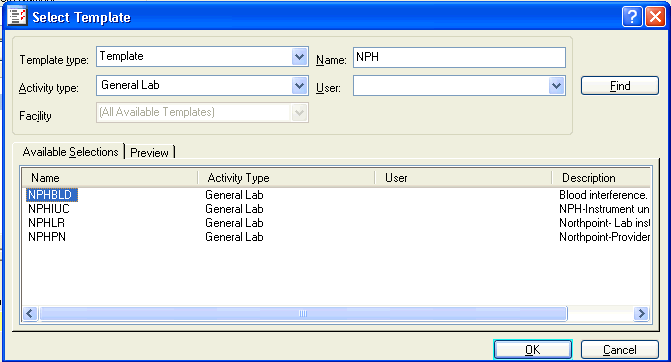 Select Template
Template type: Template Name: NPH
Activity type: General Lab User: Find
Facility (All Available Templates)
Available Selections Preview
Name Activity Type User Description
NPHBLD General Lab Blood interference.
NPHIUC General Lab NPH-Instrument un
NPHLR General Lab Northpoint- Lab inst
NPHPN General Lab Northpoint-Provider
OK Cancel